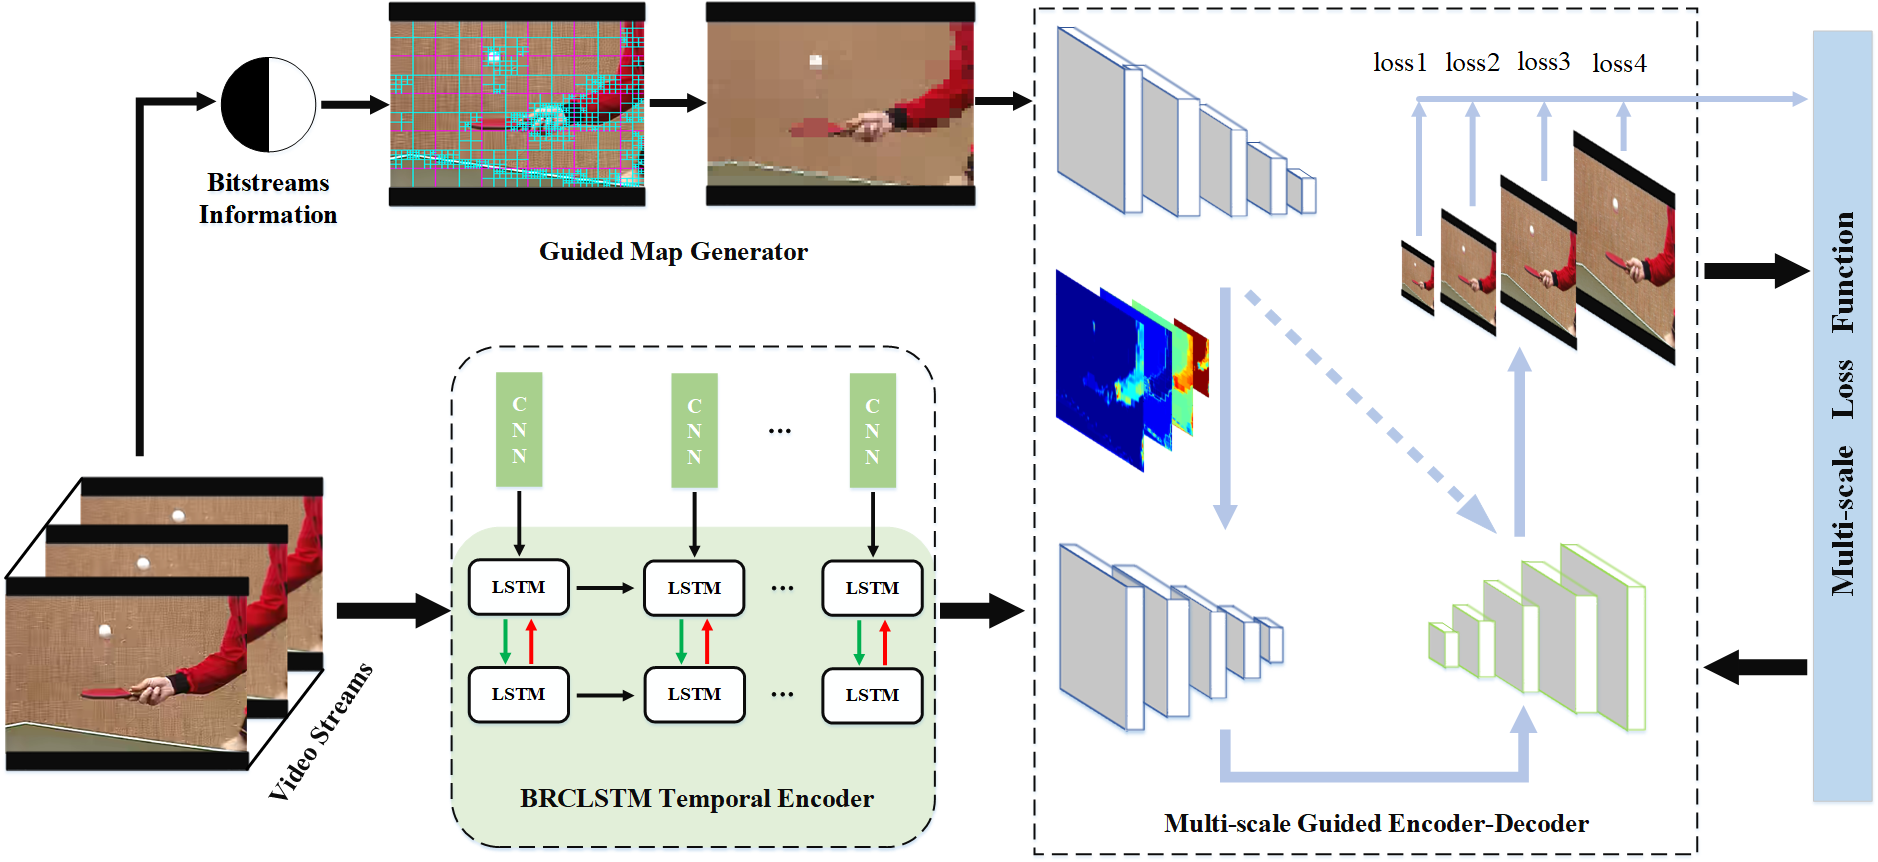 Bitstreams
Information
Guided Map Generator
loss1 loss2 loss3 loss4
Multi-scale Loss Function
Video Streams
C
N
N
C
N
N
...
C
N
N
LSTM
LSTM
...
LSTM
LSTM
LSTM
...
LSTM
BRCLSTM Temporal Encoder
Multi-scale Guided Encoder-Decoder